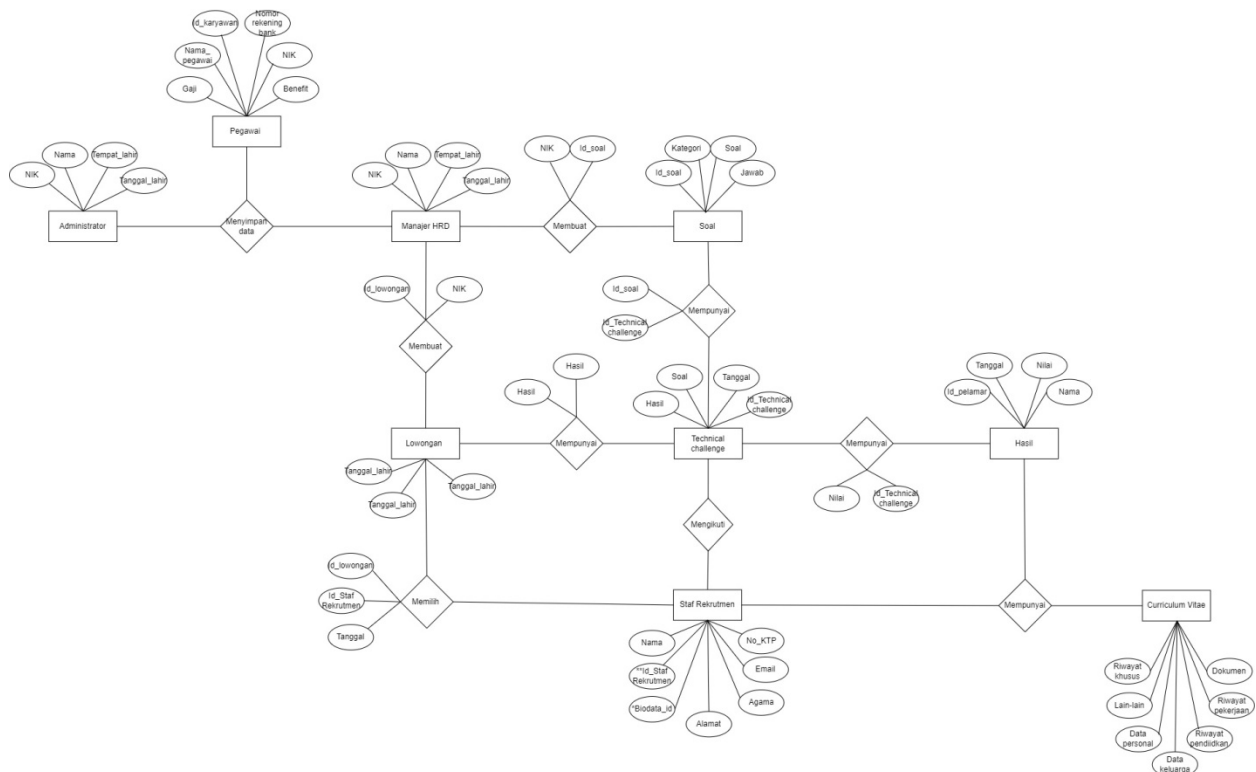 Id_karyawan
Nomor
rekening
bank
Nama_
pegawai
NIK
Gaji
Benefit
Pegawai
Nama
Tempat_lahir
NIK
Tanggal_lahir
Administrator
Menyimpan
data
Nama
Tempat_lahir
NIK
Tanggal_lahir
Manajer HRD
NIK
Id_soal
Membuat
Kategori
Soal
Id_soal
Jawab
Soal
Id_lowongan
NIK
Membuat
Id_soal
Id_Technical
challenge
Mempunyai
Hasil
Hasil
Mempunyai
Soal
Tanggal
Hasil
Id_Technical
challenge
Technical
challenge
Mempunyai
Nilai
Id_Technical
challenge
Tanggal
Nilai
Id_pelamar
Nama
Hasil
Lowongan
Tanggal_lahir
Tanggal_lahir
Tanggal_lahir
Mengikuti
Id_lowongan
Id_Staf
Rekrutmen
Tanggal
Memilih
Staf Rekrutmen
Nama
No_KTP
**Id_Staf
Rekrutmen
Email
*Biodata_id
Agama
Alamat
Mempunyai
Curriculum Vitae
Riwayat
khusus
Dokumen
Lain-lain
Riwayat
pekerjaan
Data
personal
Riwayat
pendiidkan
Data
keluarga